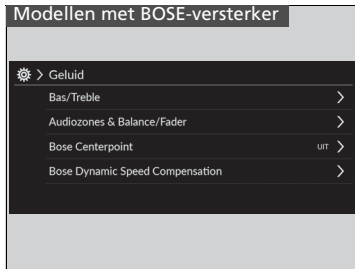 Modellen met BOSE-versterker
> Geluid
Bas/Treble >
Audiozones & Balance/Fader >
Bose Centerpoint UIT >
Bose Dynamic Speed Compensation >